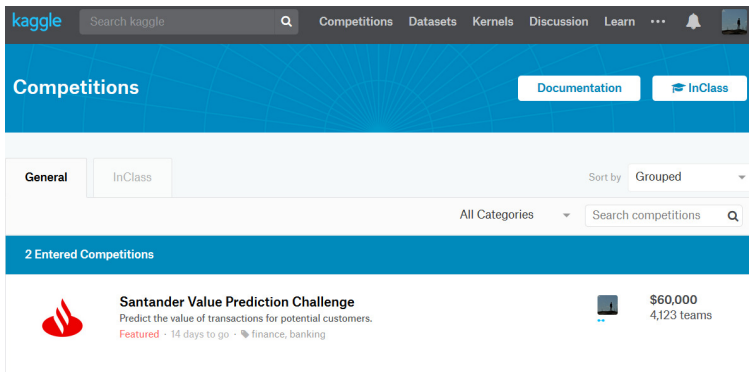 kaggle Search kaggle Competitions Datasets Kernels Discussion Learn ...
Competitions Documentation InClass
General InClass Sort by Grouped
All Categories Search competitions
2 Entered Competitions
Santander Value Prediction Challenge $60,000
Predict the value of transactions for potential customers. 4,123 teams
Featured · 14 days to go · finance, banking